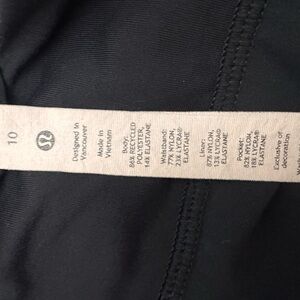 10
Designed in
Vancouver
Made in
Vietnam
Body:
86% RECYCLED
POLYESTER,
14% ELASTANE
Waistband:
77% NYLON,
23% LYCRA®
ELASTANE
Liner:
87% NYLON,
13% LYCRA®
ELASTANE
Pocket:
82% NYLON,
18% LYCRA®
ELASTANE
Exclusive of
decoration